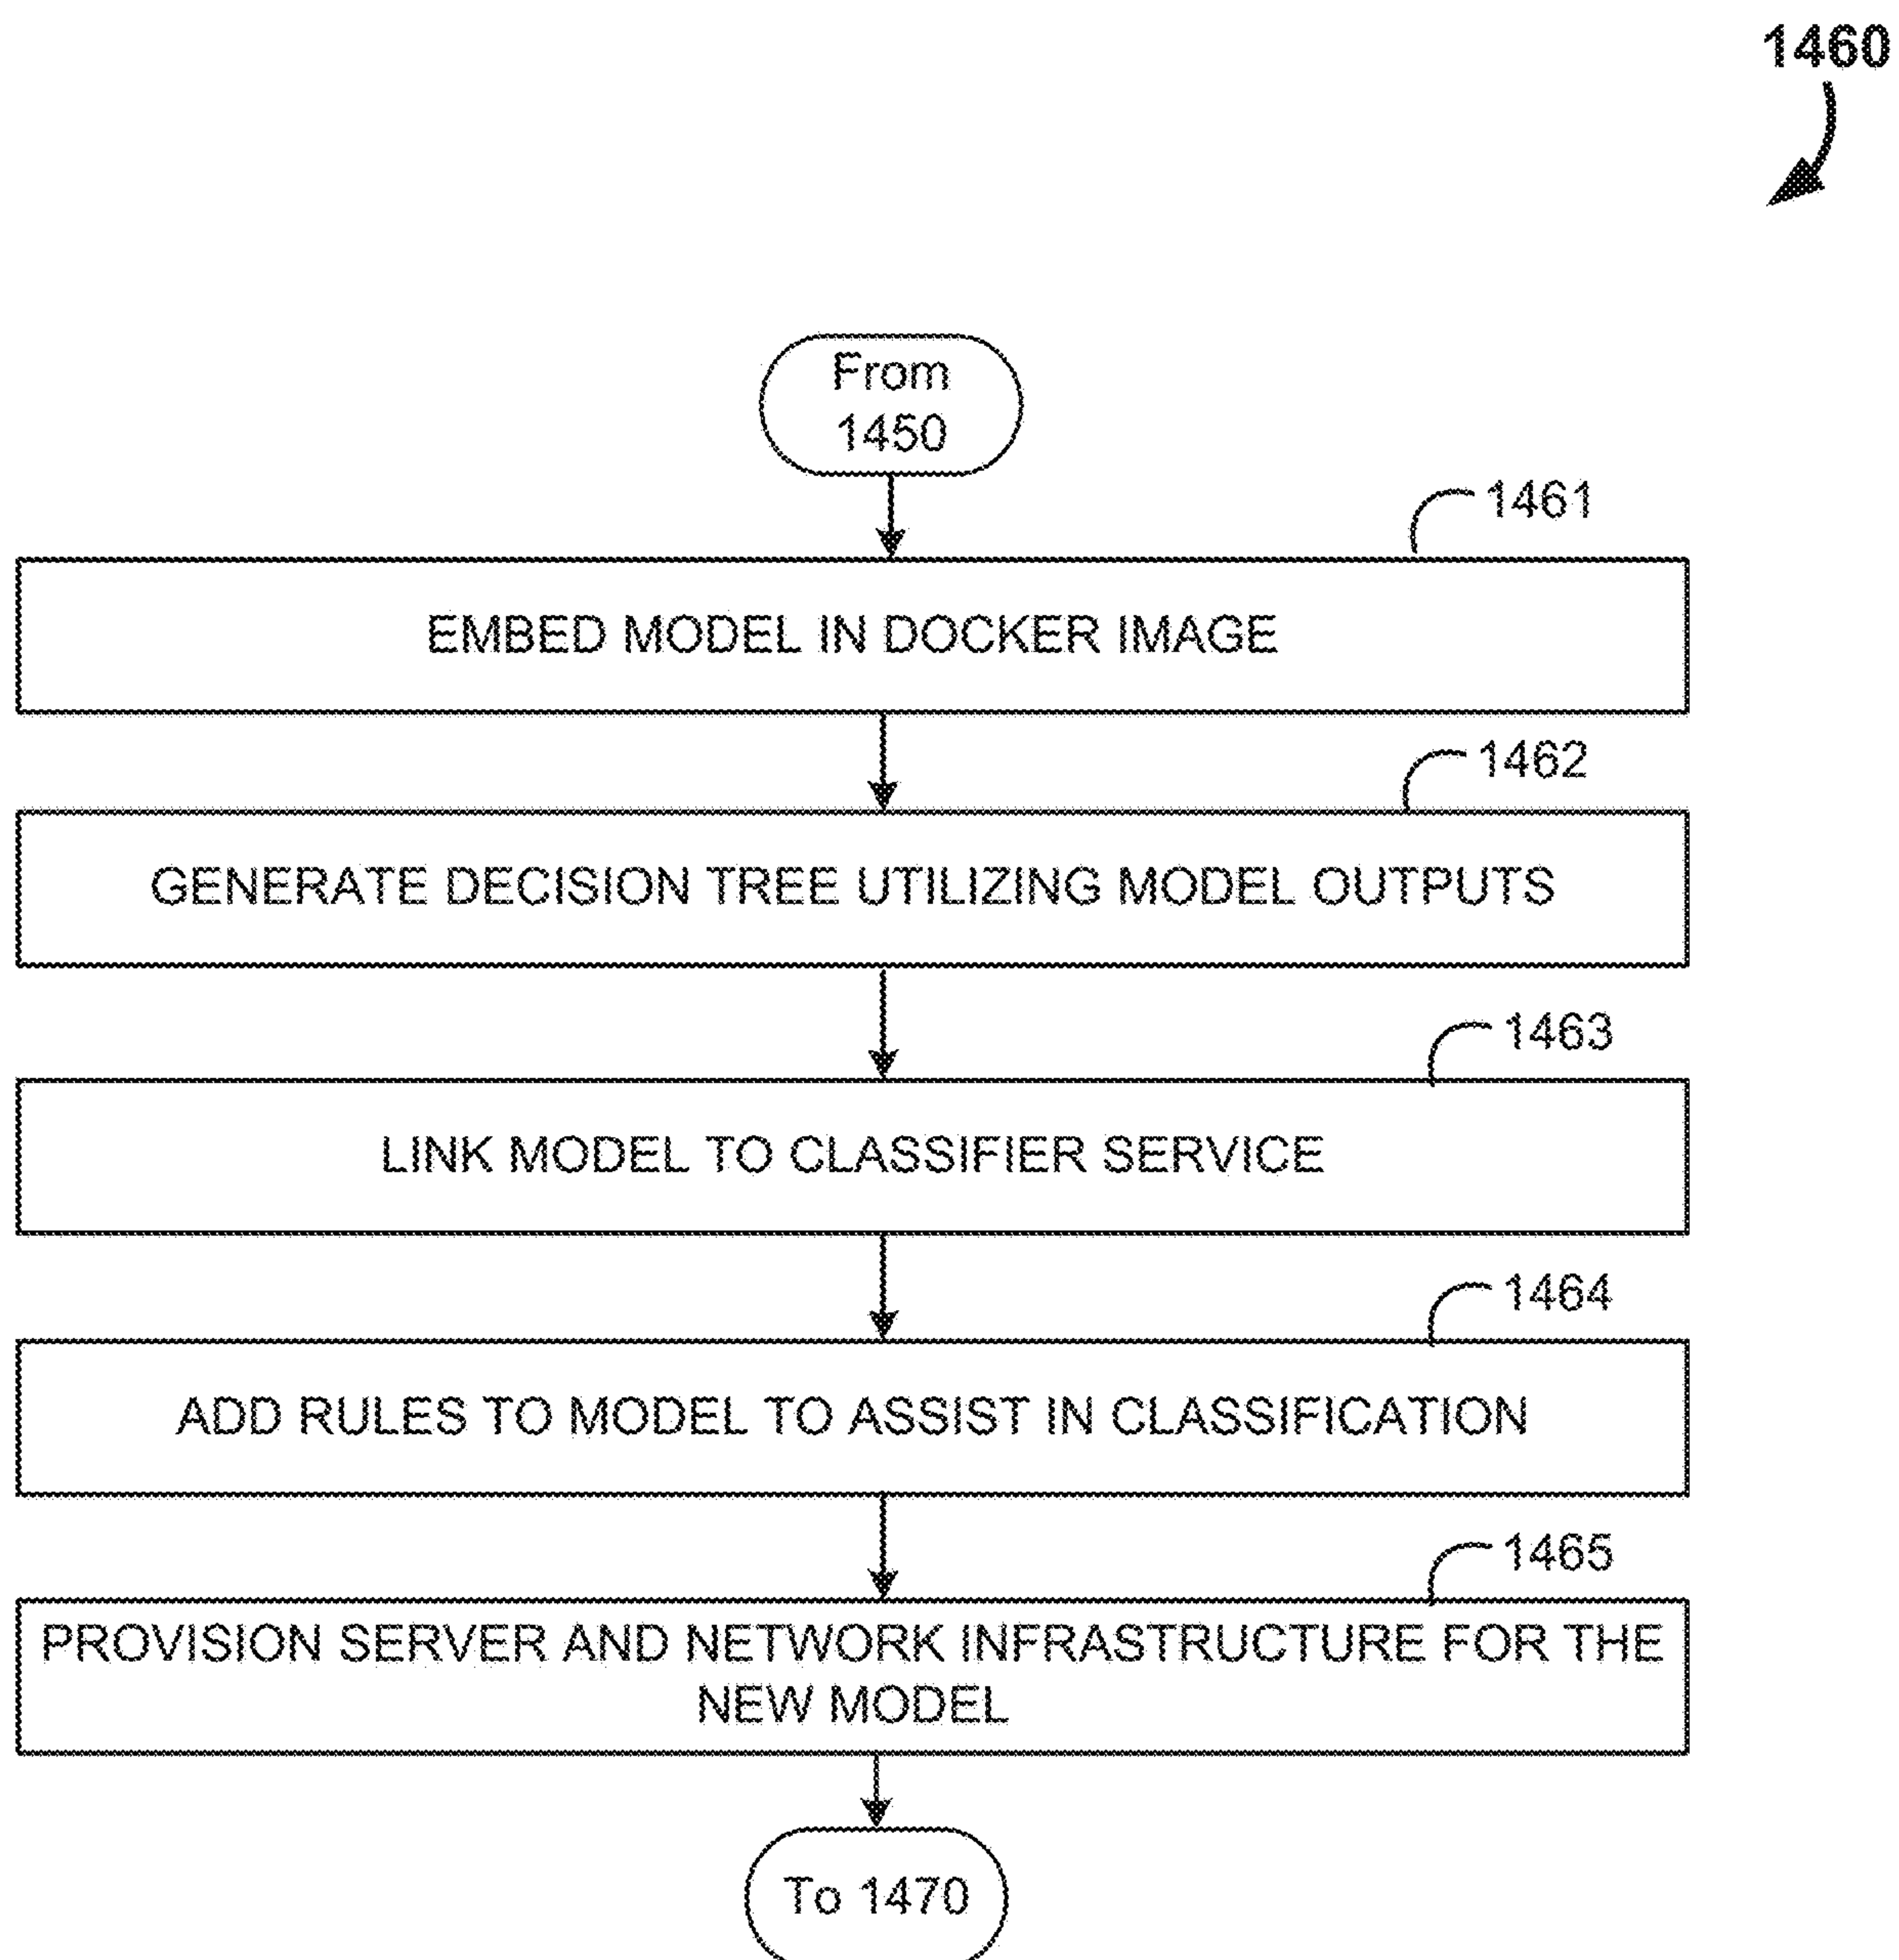 1460
From
1450
1461
EMBED MODEL IN DOCKER IMAGE
1462
GENERATE DECISION TREE UTILIZING MODEL OUTPUTS
1463
LINK MODEL TO CLASSIFIER SERVICE
1464
ADD RULES TO MODEL TO ASSIST IN CLASSIFICATION
1465
PROVISION SERVER AND NETWORK INFRASTRUCTURE FOR THE
NEW MODEL
To 1470